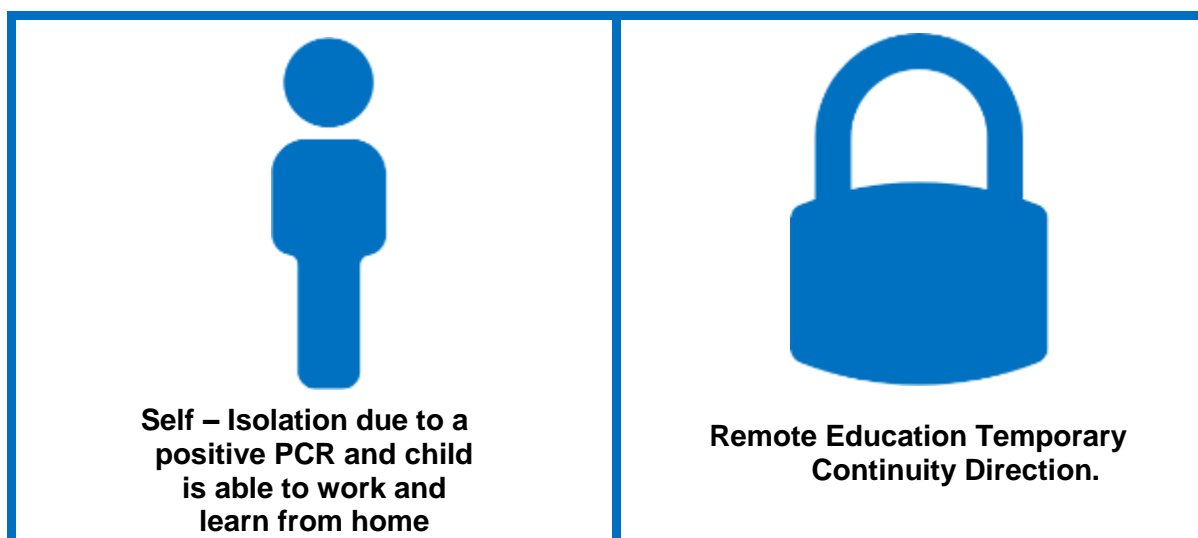 Self – Isolation due to a
positive PCR and child
is able to work and
learn from home
Remote Education Temporary
Continuity Direction.